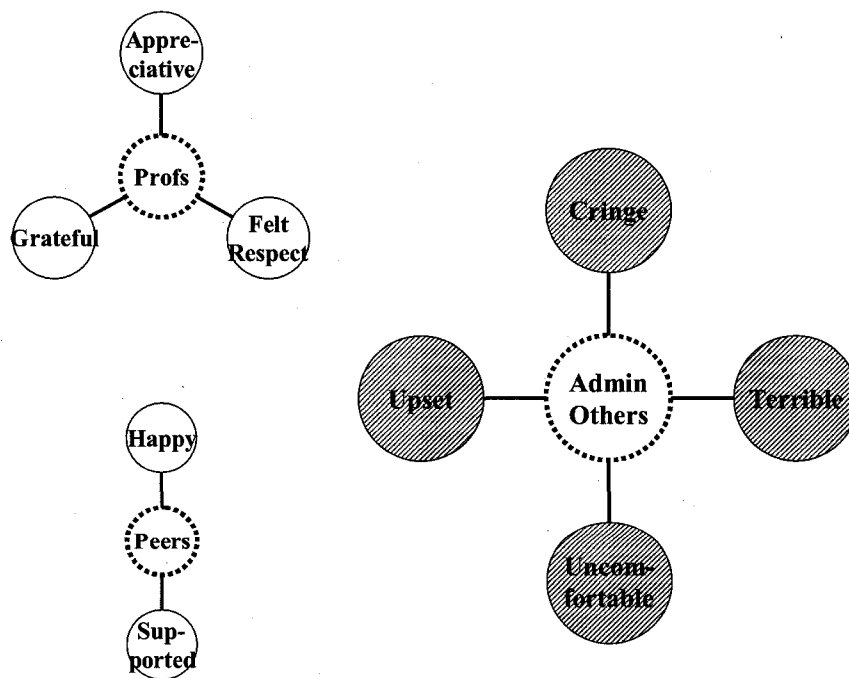 Appre-
ciative
Profs
Grateful
Felt
Respect
Cringe
Upset
Admin
Others
Terrible
Uncom-
fortable
Happy
Peers
Sup-
ported